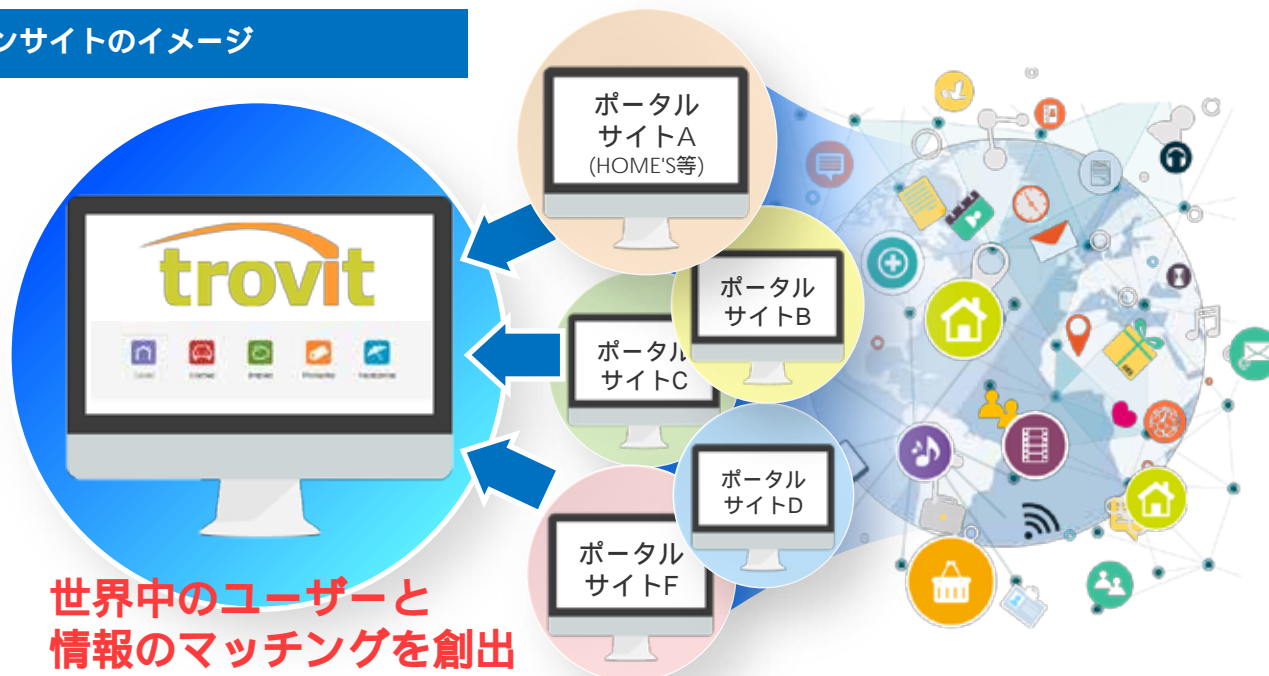 ンサイトのイメージ
trovit
ポータル
サイトA
(HOME'S等)
ポータル
サイトB
ポータル
サイトC
ポータル
サイトD
ポータル
サイトF
世界中のユーザーと
情報のマッチングを創出